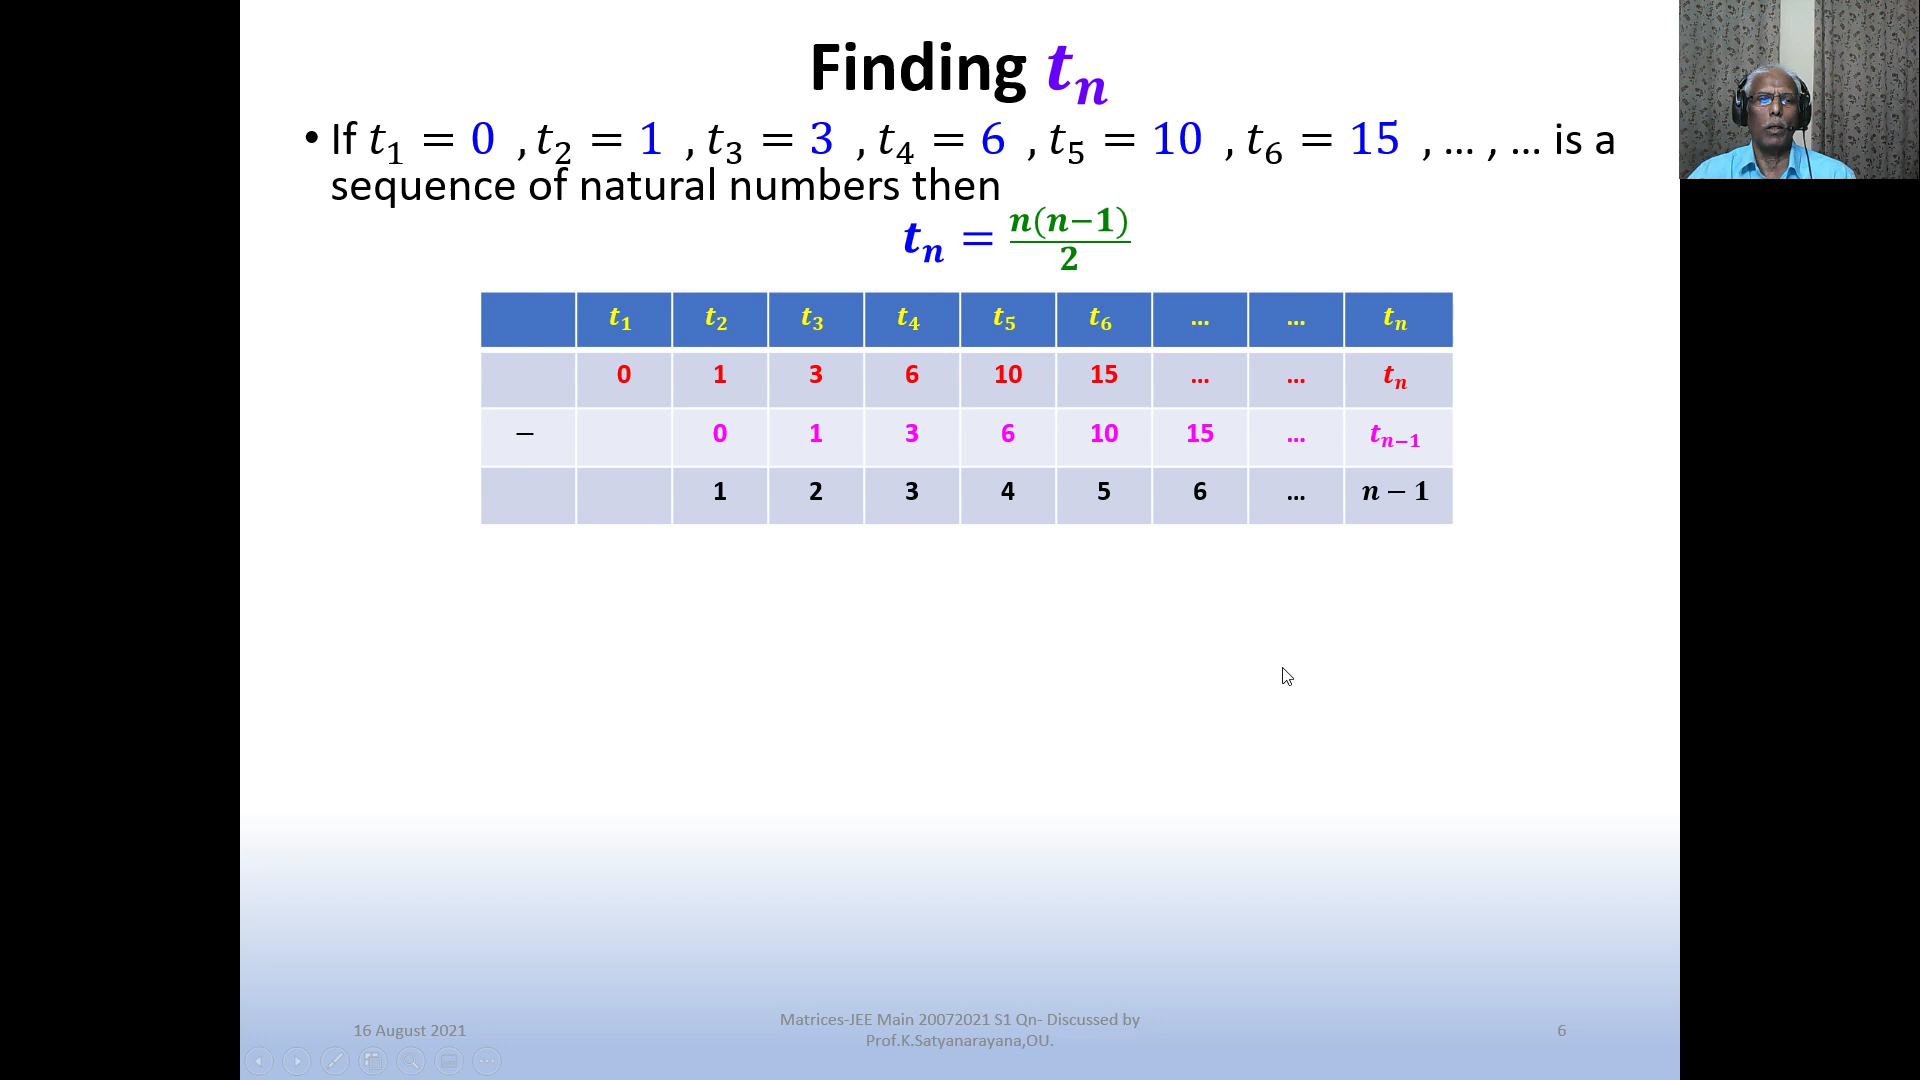 Finding tₙ
• If t₁ = 0 , t₂ = 1 , t₃ = 3 , t₄ = 6 , t₅ = 10 , t₆ = 15 , … , … is a
sequence of natural numbers then
tₙ = n(n−1)/2
t₁ t₂ t₃ t₄ t₅ t₆ … … tₙ
0 1 3 6 10 15 … … tₙ
− 0 1 3 6 10 15 … tₙ₋₁
1 2 3 4 5 6 … n − 1
16 August 2021
Matrices-JEE Main 20072021 S1 Qn- Discussed by
Prof.K.Satyanarayana,OU.
6